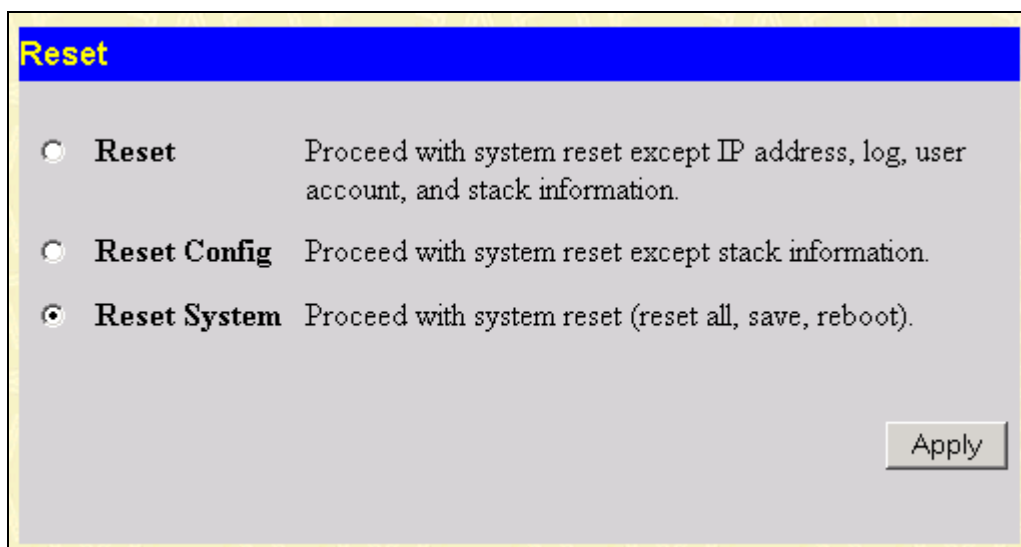 Reset
Reset Proceed with system reset except IP address, log, user
account, and stack information.
Reset Config Proceed with system reset except stack information.
Reset System Proceed with system reset (reset all, save, reboot).
Apply